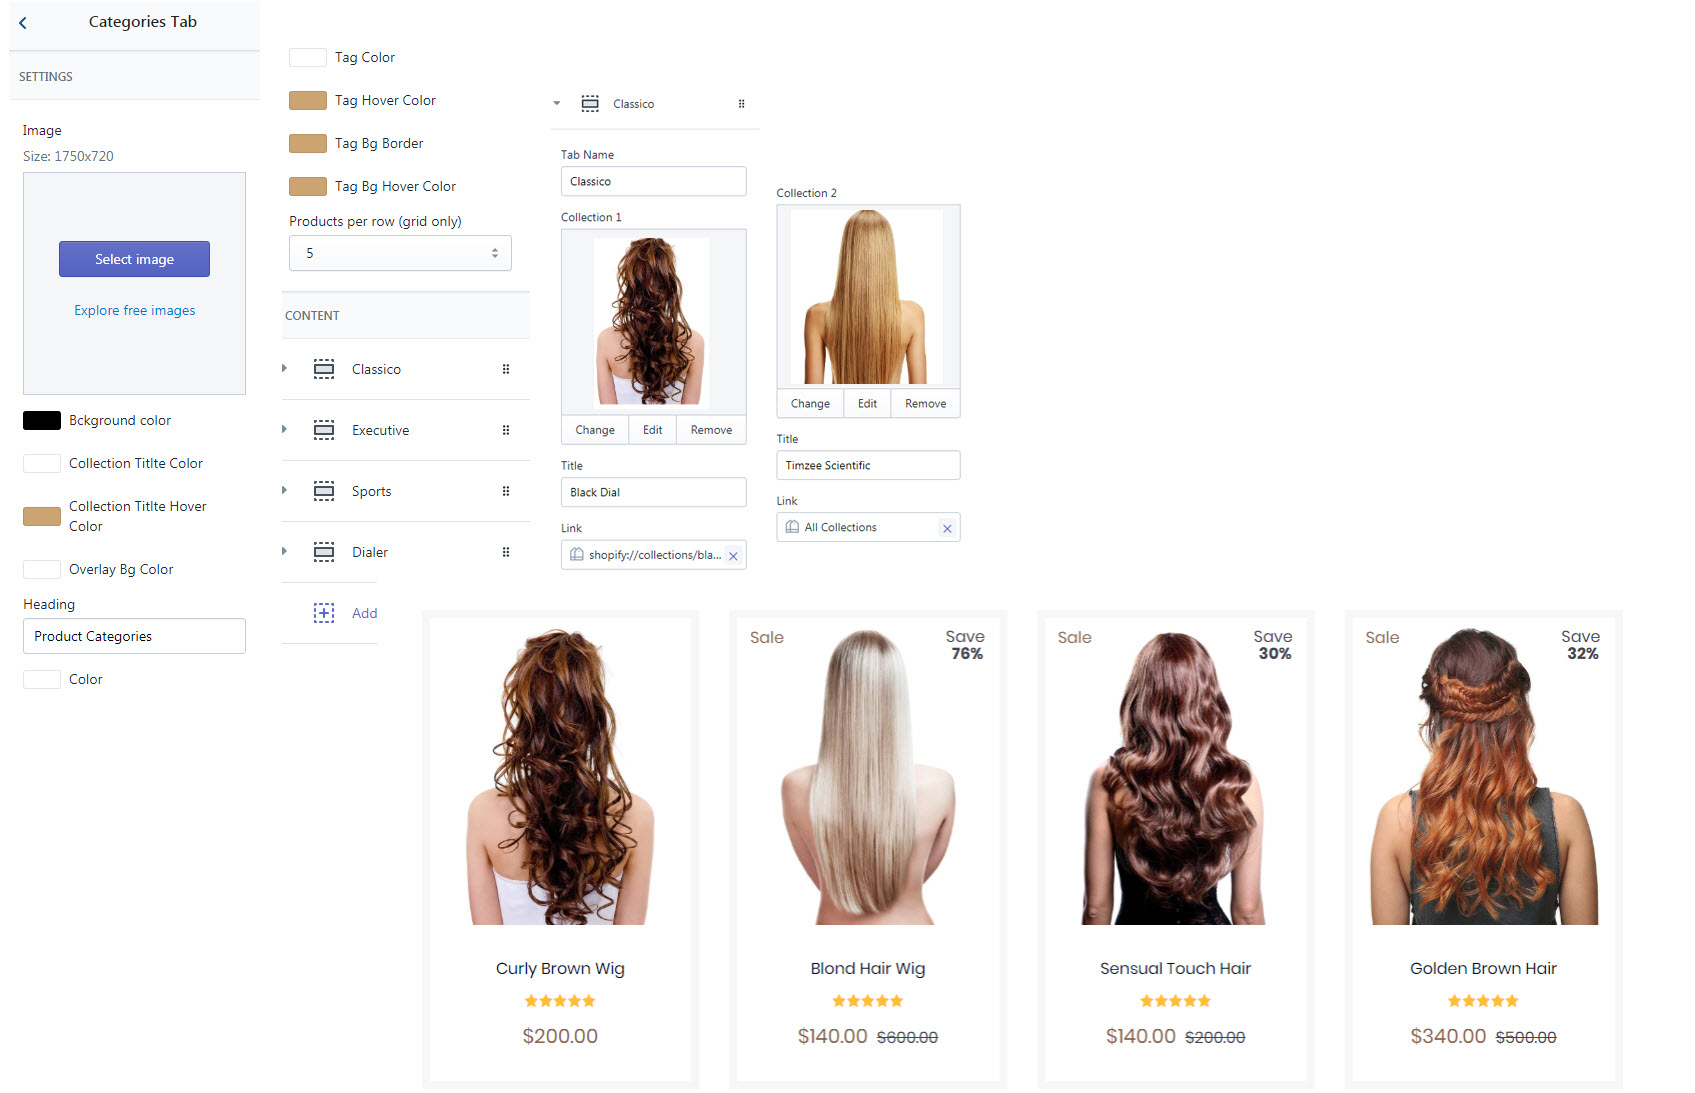 Categories Tab
SETTINGS
Image
Size: 1750x720
Select image
Explore free images
Bckground color
Collection Titlte Color
Collection Titlte Hover
Color
Overlay Bg Color
Heading
Product Categories
Color
Tag Color
Tag Hover Color
Tag Bg Border
Tag Bg Hover Color
Products per row (grid only)
5
CONTENT
Classico
Executive
Sports
Dialer
Add
Classico
Tab Name
Classico
Collection 1
Change Edit Remove
Title
Black Dial
Link
shopify://collections/bla...
Collection 2
Change Edit Remove
Title
Timzee Scientific
Link
All Collections
Curly Brown Wig
$200.00
Sale
Save
76%
Blond Hair Wig
$140.00 $600.00
Sale
Save
30%
Sensual Touch Hair
$140.00 $200.00
Sale
Save
32%
Golden Brown Hair
$340.00 $500.00